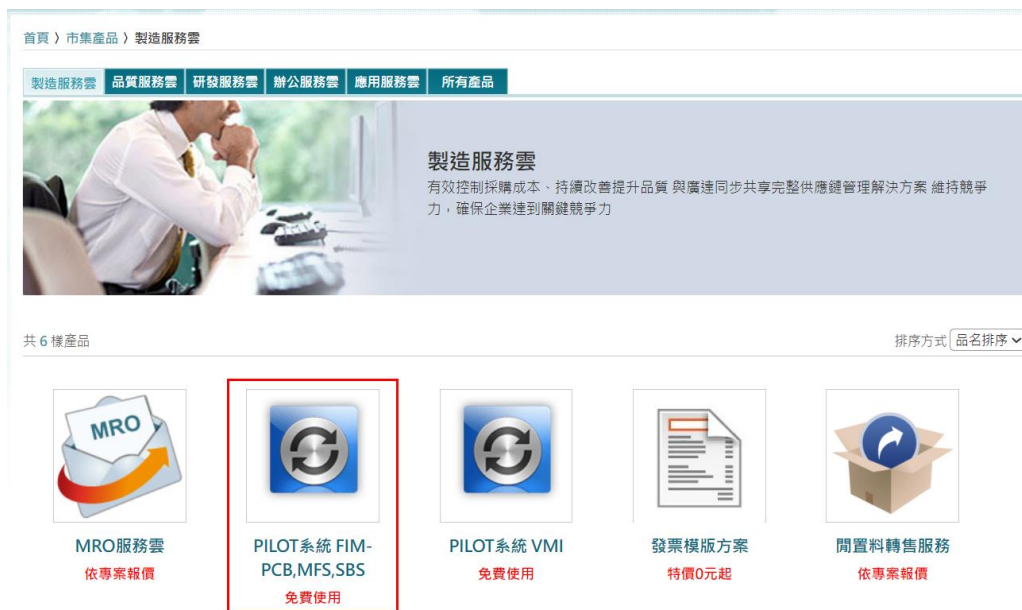 首頁 〉市集產品 〉製造服務雲
製造服務雲 品質服務雲 研發服務雲 辦公服務雲 應用服務雲 所有產品
製造服務雲
有效控制採購成本、持續改善提升品質 與廣達同步共享完整供應鏈管理解決方案 維持競爭
力，確保企業達到關鍵競爭力
共 6 樣產品
排序方式 品名排序
MRO
MRO服務雲
依專案報價
PILOT系統 FIM-
PCB,MFS,SBS
免費使用
PILOT系統 VMI
免費使用
發票模版方案
特價0元起
閒置料轉售服務
依專案報價